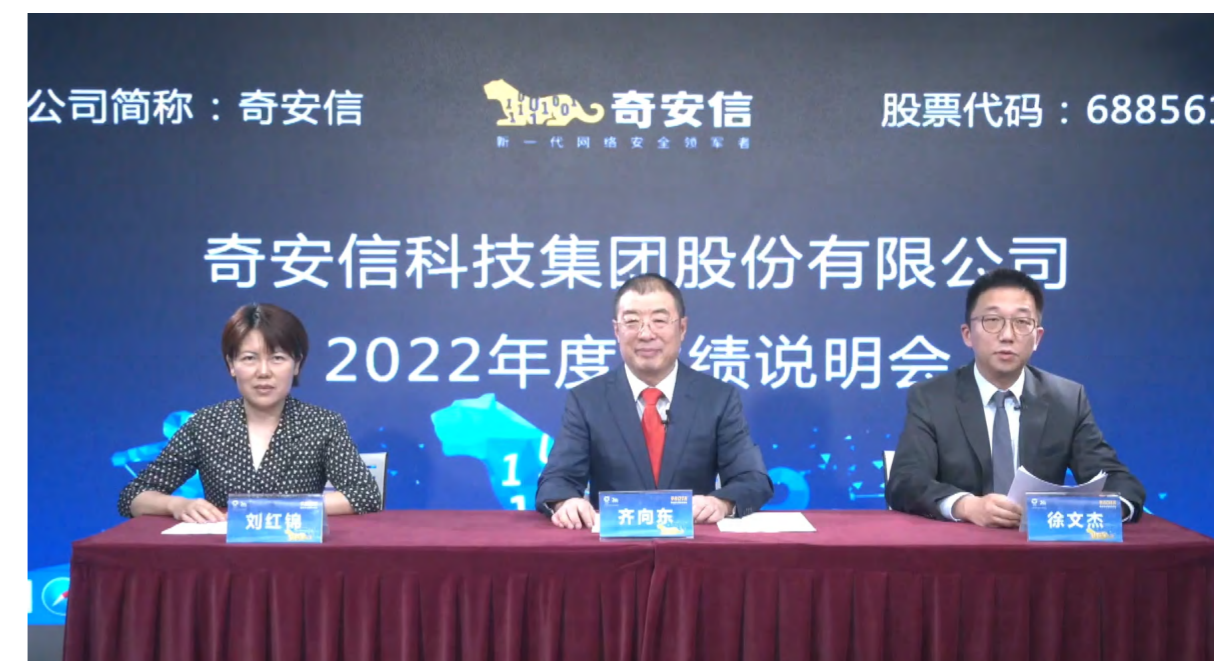 公司简称：奇安信
奇安信
新一代网络安全领军者
股票代码：688561
奇安信科技集团股份有限公司
2022年度 绩说明会
刘红锦
齐向东
徐文杰